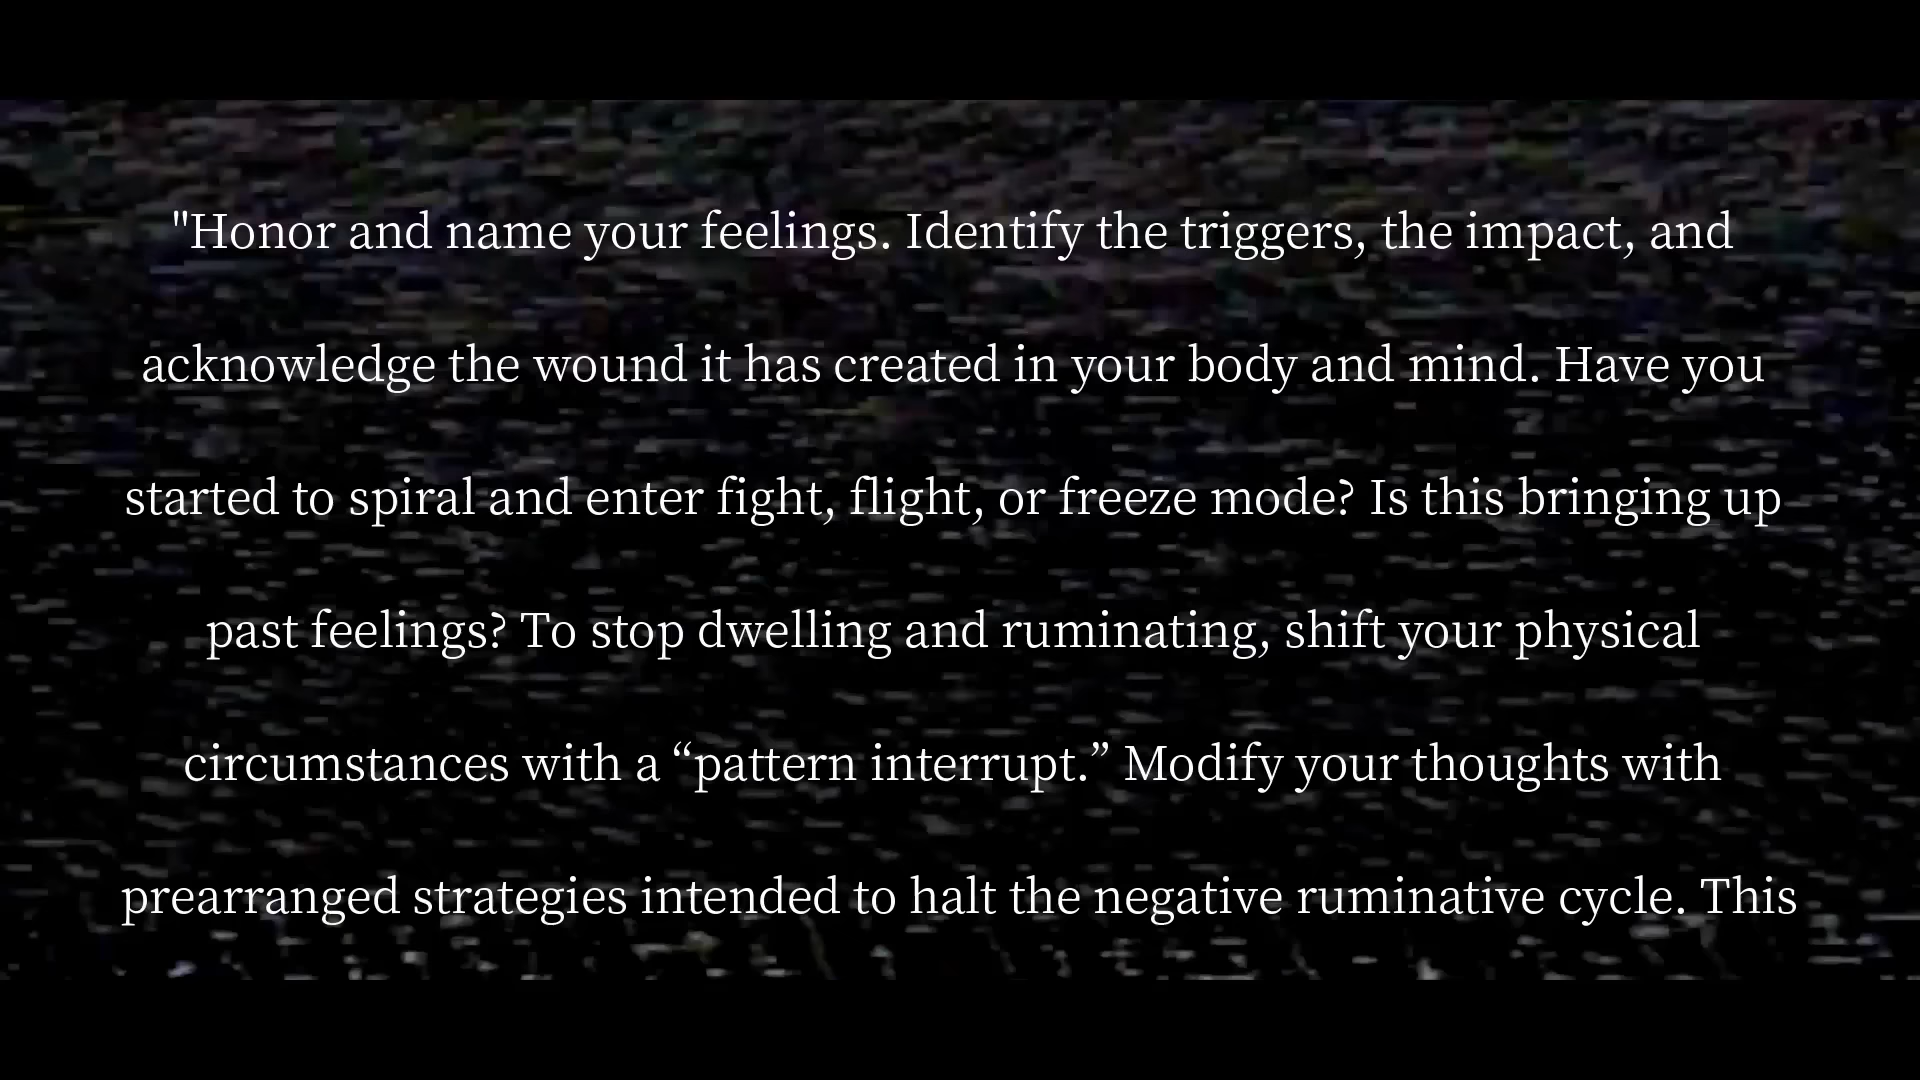 "Honor and name your feelings. Identify the triggers, the impact, and
acknowledge the wound it has created in your body and mind. Have you
started to spiral and enter fight, flight, or freeze mode? Is this bringing up
past feelings? To stop dwelling and ruminating, shift your physical
circumstances with a “pattern interrupt.” Modify your thoughts with
prearranged strategies intended to halt the negative ruminative cycle. This